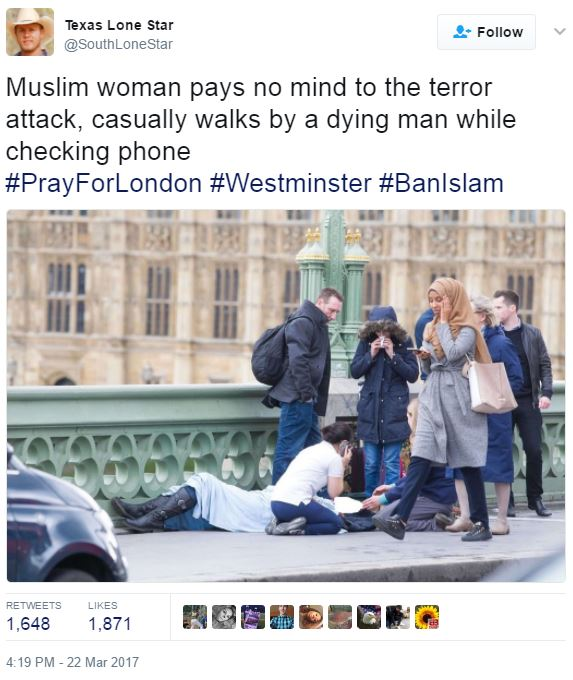 Texas Lone Star
@SouthLoneStar
Follow
Muslim woman pays no mind to the terror
attack, casually walks by a dying man while
checking phone
#PrayForLondon #Westminster #BanIslam
RETWEETS LIKES
1,648 1,871
4:19 PM - 22 Mar 2017